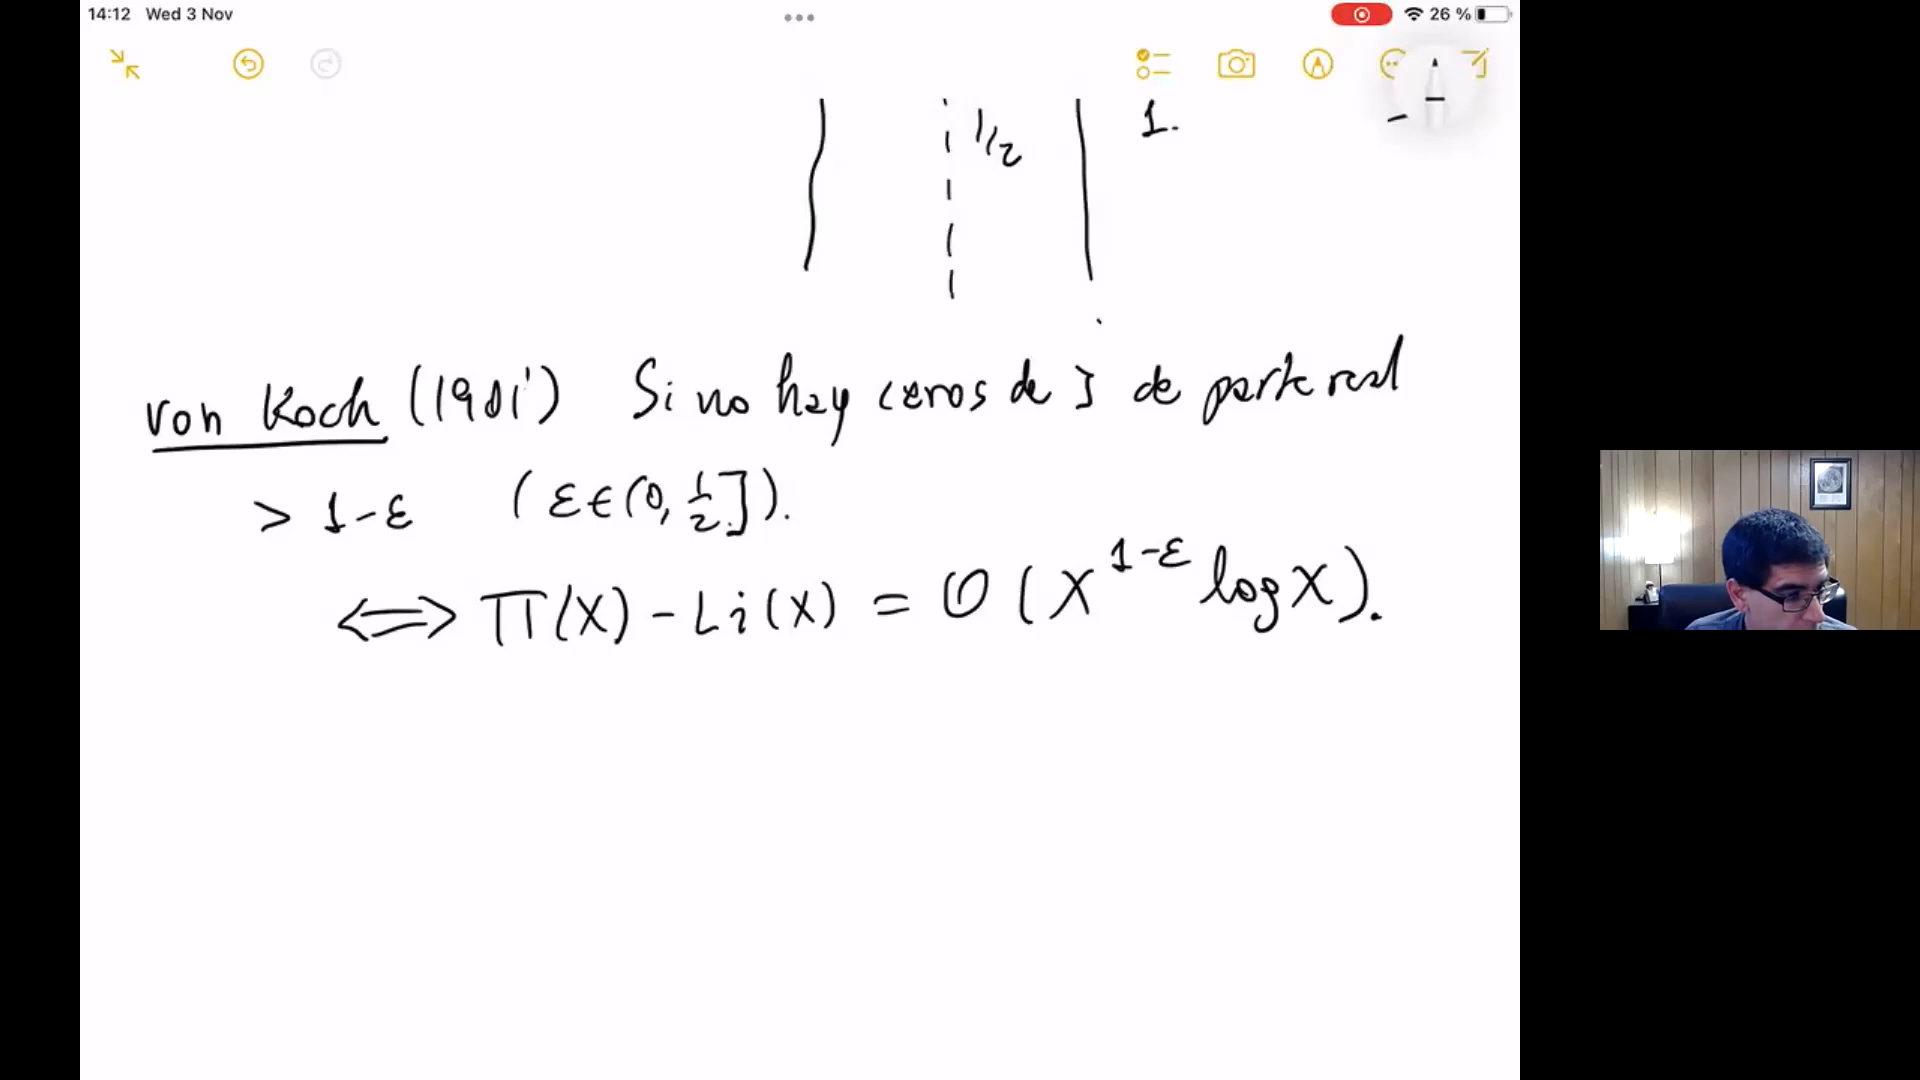 14:12 Wed 3 Nov
26 %
1/2
1.
von Koch (1901) Si no hay ceros de ζ de parte real
> 1-ε (ε∈(0, 1/2]).
⟺ Π(X) - Li(X) = O(X^{1-ε} log X).